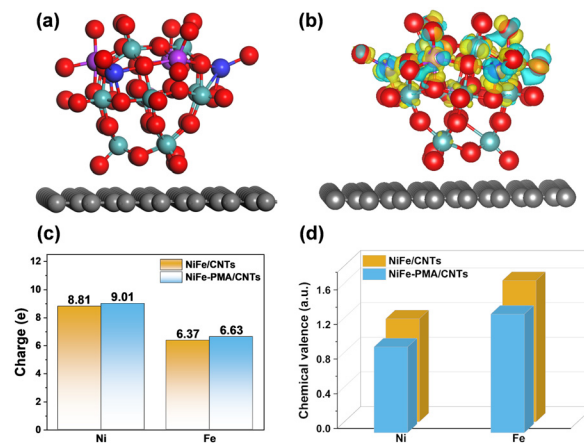 (a)
(b)
(c)
12
10
8
6
4
2
0
Charge (e)
NiFe/CNTs
NiFe-PMA/CNTs
8.81
9.01
6.37
6.63
Ni
Fe
(d)
NiFe/CNTs
NiFe-PMA/CNTs
Chemical valence (a.u.)
1.6
1.2
0.8
0.4
0.0
Ni
Fe